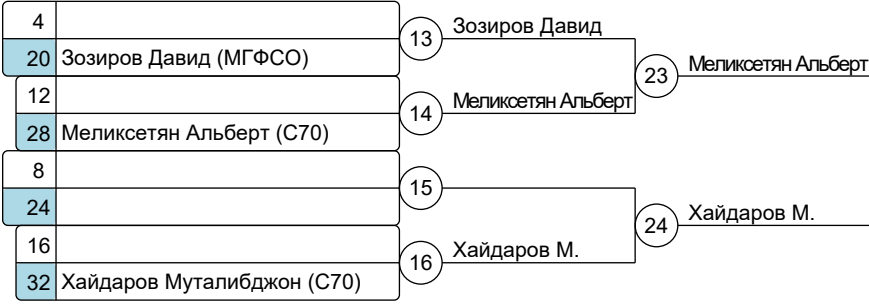 4
13 Зозиров Давид
20 Зозиров Давид (МГФСО)
23 Меликсетян Альберт
12
14 Меликсетян Альберт
28 Меликсетян Альберт (С70)
8
15
24
24 Хайдаров М.
16
16 Хайдаров М.
32 Хайдаров Муталибджон (С70)